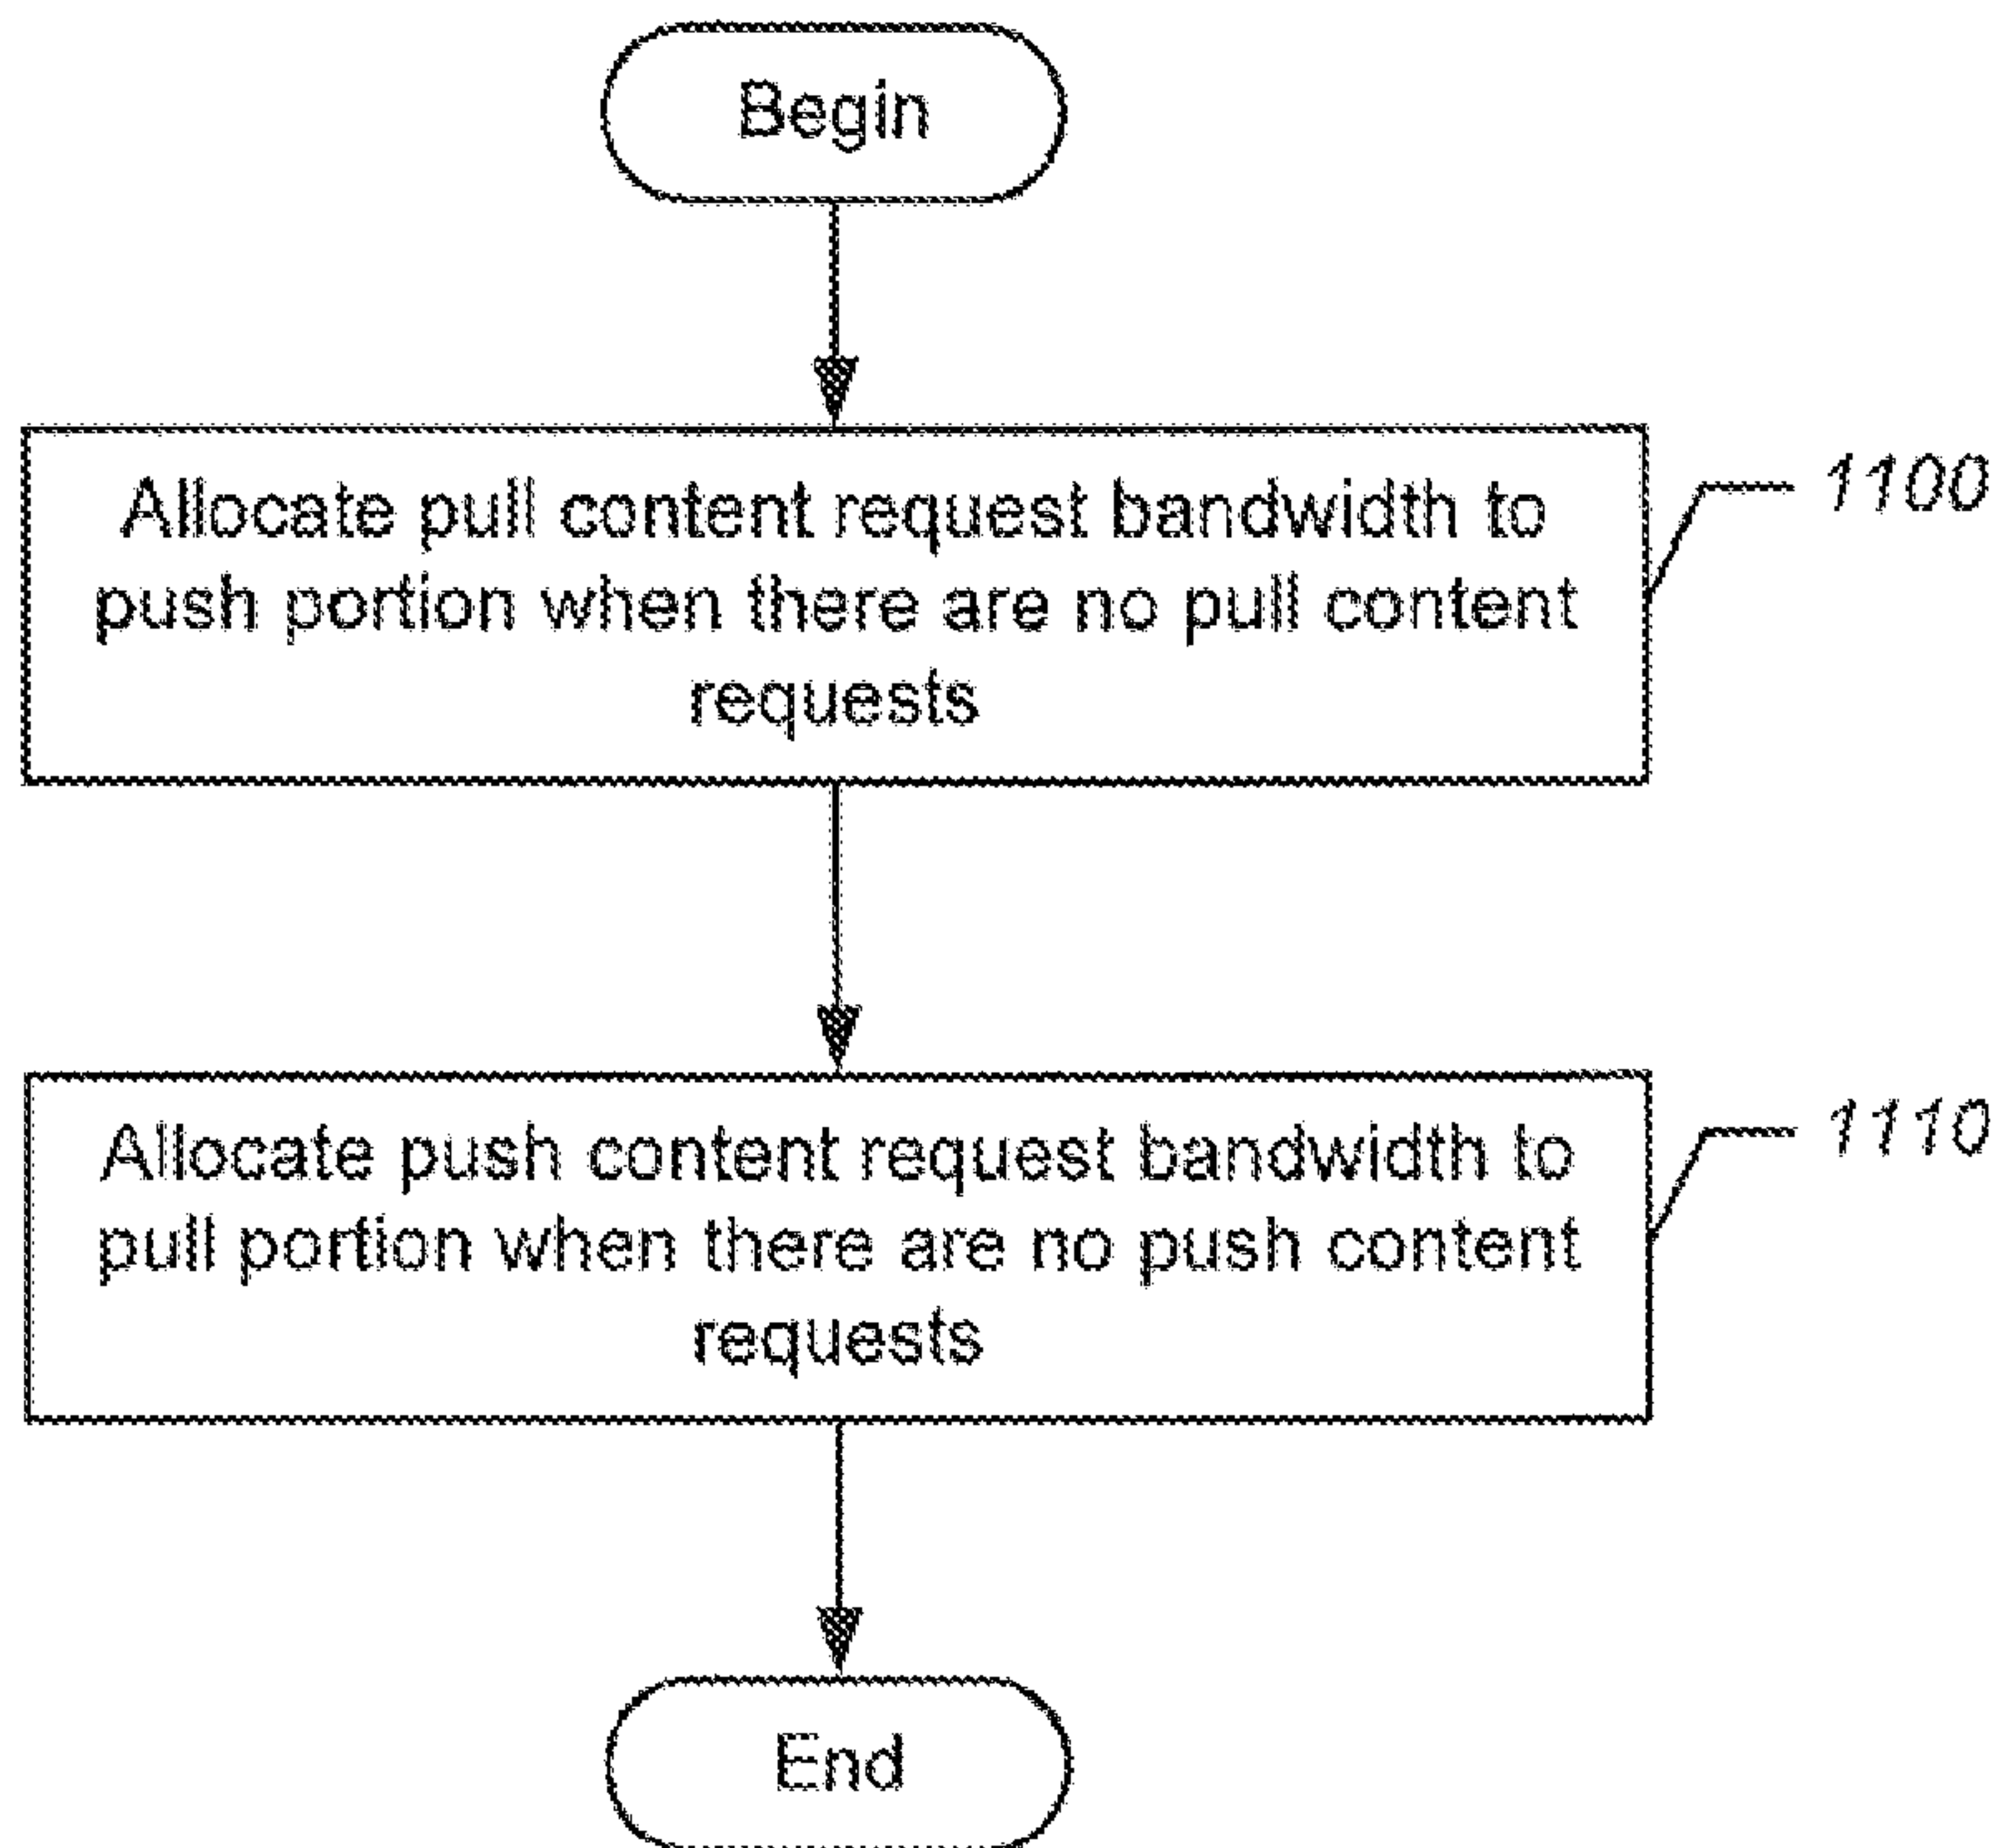 Begin
Allocate pull content request bandwidth to
push portion when there are no pull content
requests
1100
Allocate push content request bandwidth to
pull portion when there are no push content
requests
1110
End